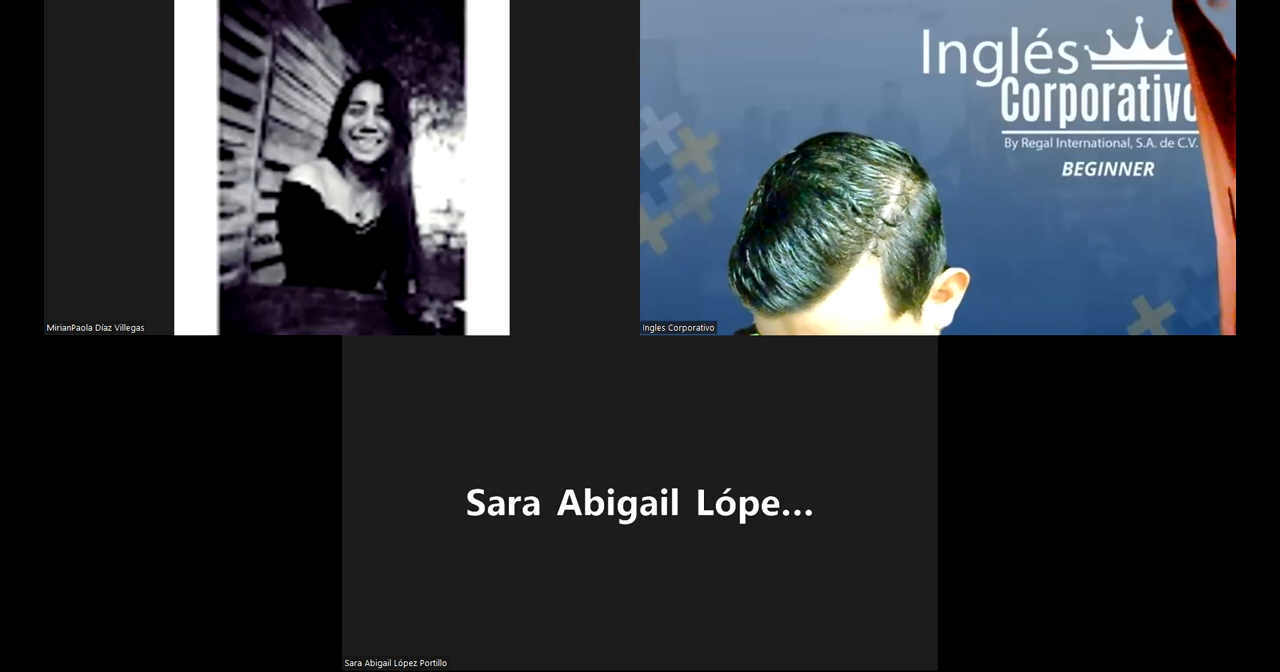 Inglés
Corporativo
By Regal International, S.A. de C.V.
BEGINNER
MirianPaola Díaz Villegas
Ingles Corporativo
Sara Abigail Lópe...
Sara Abigail López Portillo